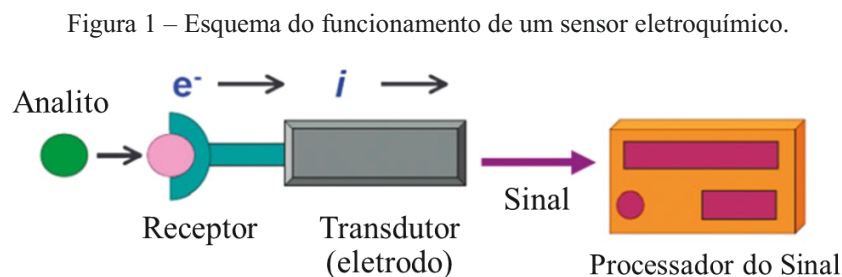 Figura 1 – Esquema do funcionamento de um sensor eletroquímico.
e⁻
i
Analito
Receptor
Transdutor
(eletrodo)
Sinal
Processador do Sinal